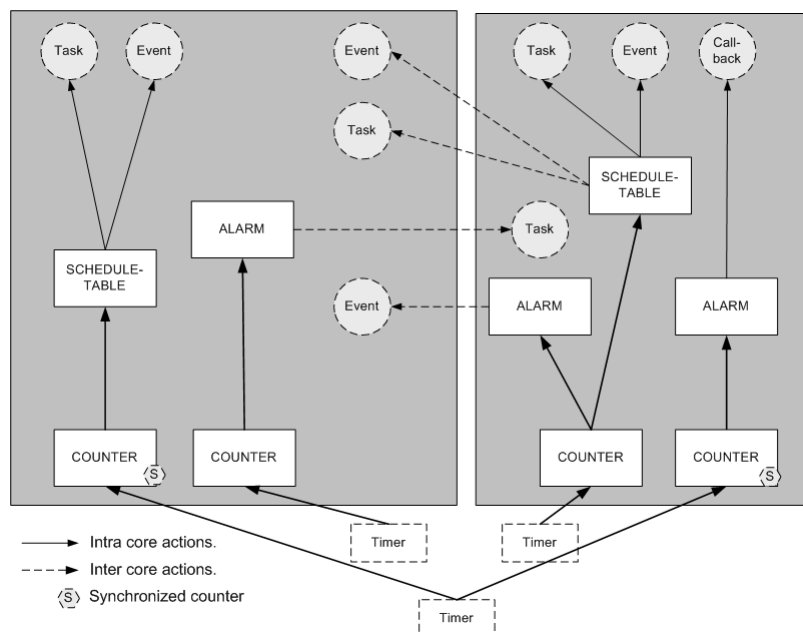 Task
Event
Event
Task
Event
Call-
back
Task
SCHEDULE-
TABLE
ALARM
Task
SCHEDULE-
TABLE
Event
ALARM
ALARM
COUNTER
S
COUNTER
COUNTER
COUNTER
S
Timer
Timer
Intra core actions.
Inter core actions.
S
Synchronized counter
Timer